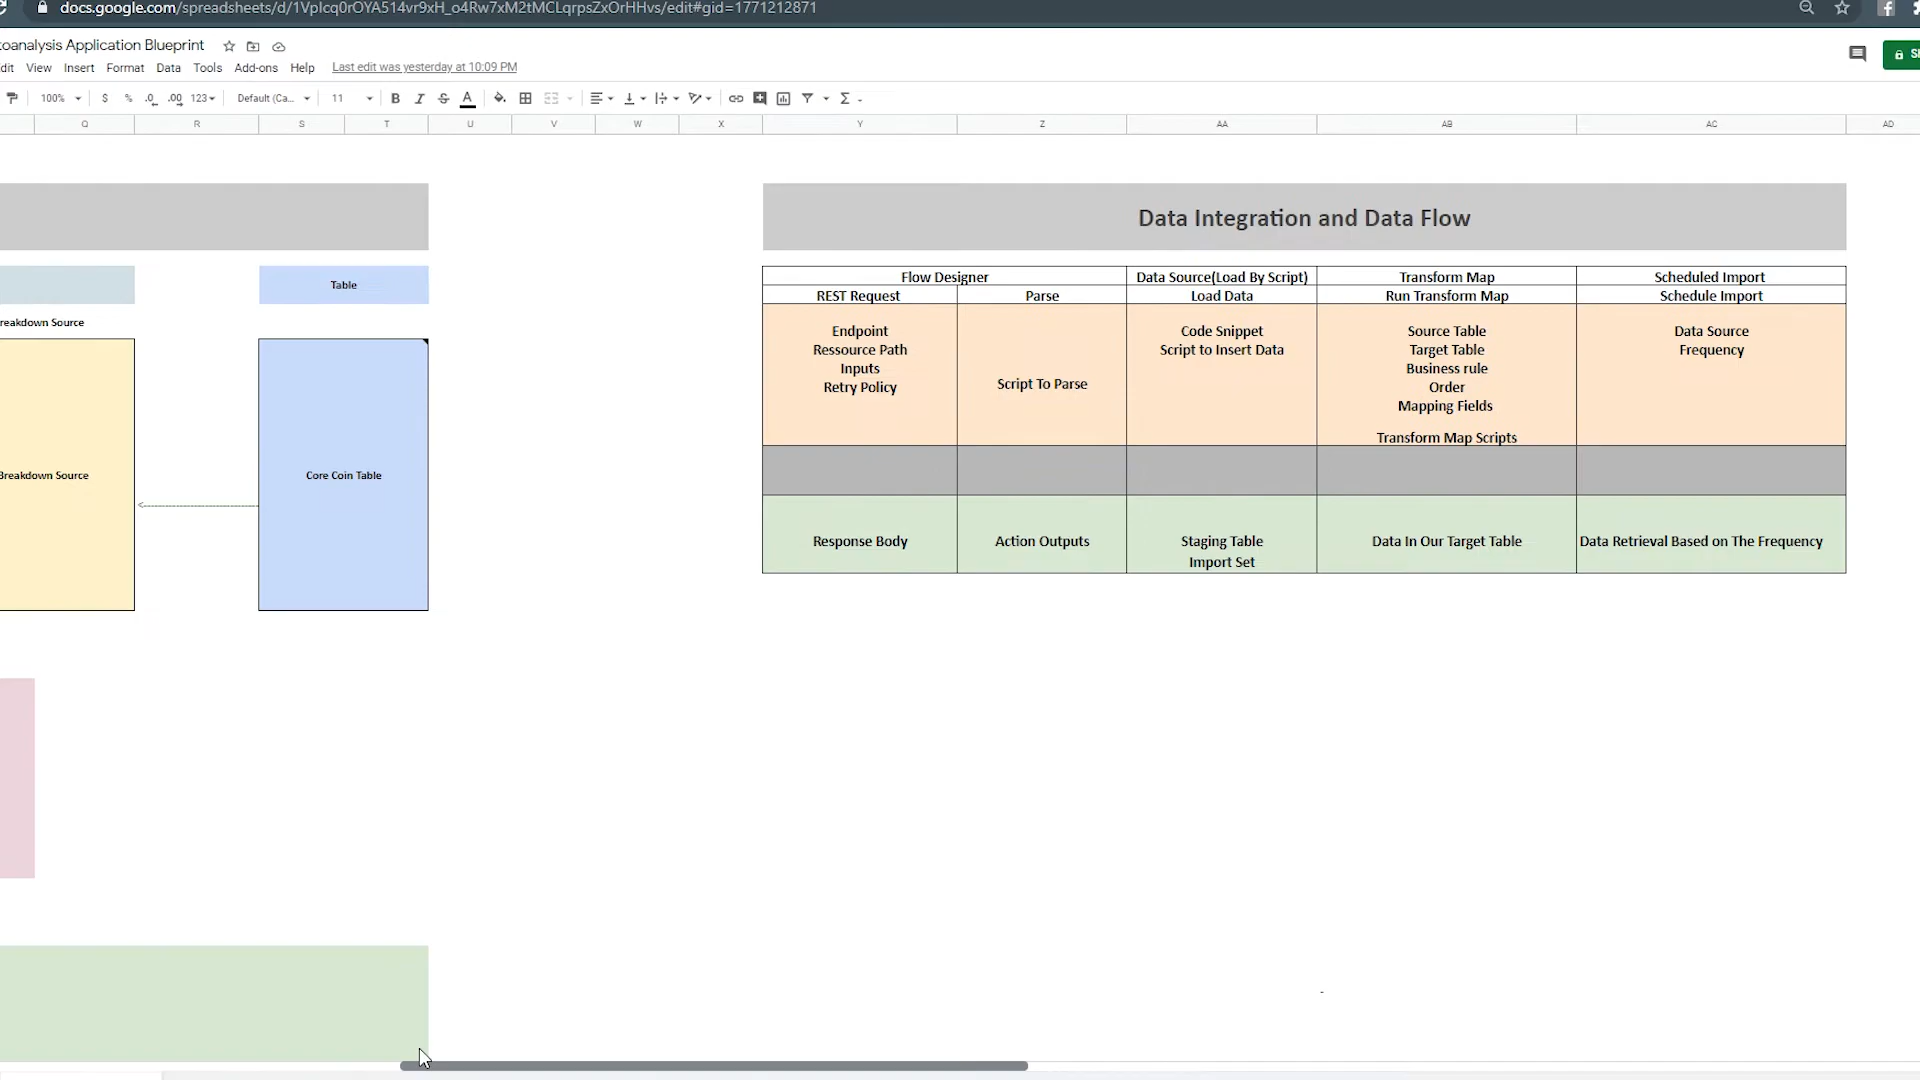 docs.google.com/spreadsheets/d/1VpIcq0rOYA514vr9xH_o4Rw7xM2tMCLqrpsZxOrHHvs/edit#gid=1771212871
toanalysis Application Blueprint
dit View Insert Format Data Tools Add-ons Help Last edit was yesterday at 10:09 PM
100% $ % .0 .00 123 Default (Ca... 11 B I S A Σ
Q R S T U V W X Y Z AA AB AC AD
Data Integration and Data Flow
Table
Flow Designer Data Source(Load By Script) Transform Map Scheduled Import
REST Request Parse Load Data Run Transform Map Schedule Import
reakdown Source
Endpoint Code Snippet Source Table Data Source
Ressource Path Script to Insert Data Target Table Frequency
Inputs Business rule
Retry Policy Script To Parse Order
Mapping Fields
Transform Map Scripts
Breakdown Source Core Coin Table
Response Body Action Outputs Staging Table Data In Our Target Table Data Retrieval Based on The Frequency
Import Set